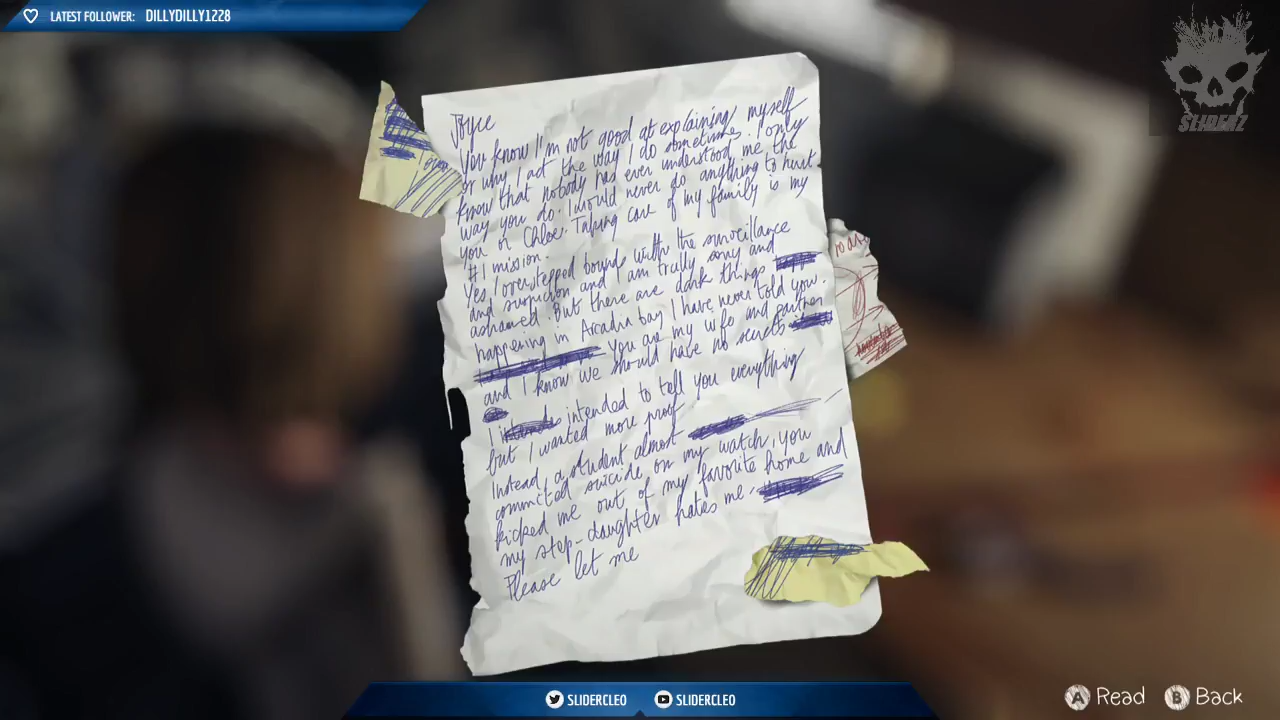 LATEST FOLLOWER: DILLYDILLY1228
SLIDERZ
Joyce
You know I'm not good at explaining myself
or why I act the way I do sometimes. I only
know that nobody has ever understood me the
way you do. I would never do anything to hurt
you or Chloe. Taking care of my family is my
#1 mission.
Yes I overstepped bounds with the surveillance
and suspicion and I am trully sorry and
ashamed. But there are dark things
happening in Arcadia bay I have never told you.
You are my wife and partner
and I know we should have no secrets
I intended to tell you everything
but I wanted more proof
Instead, a student almost
committed suicide on my watch, you
kicked me out of my favorite home and
my step-daughter hates me.
Please let me
SLIDERCLEO
SLIDERCLEO
A Read B Back